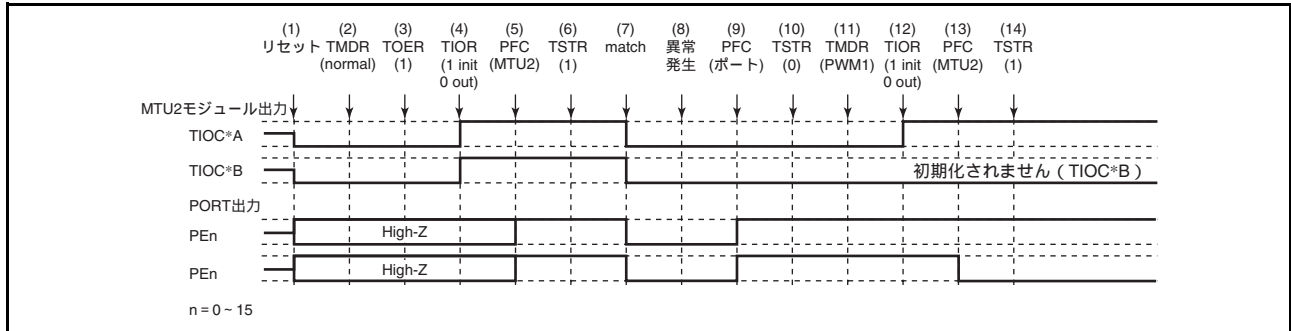 (1) (2) (3) (4) (5) (6) (7) (8) (9) (10) (11) (12) (13) (14)
リセット TMDR TOER TIOR PFC TSTR match 異常 PFC TSTR TMDR TIOR PFC TSTR
(normal) (1) (1 init (MTU2) (1) 発生 (ポート) (0) (PWM1) (1 init (MTU2) (1)
0 out) 0 out)
MTU2モジュール出力
TIOC*A
TIOC*B 初期化されません ( TIOC*B )
PORT出力
PEn High-Z
PEn High-Z
n = 0 ~ 15